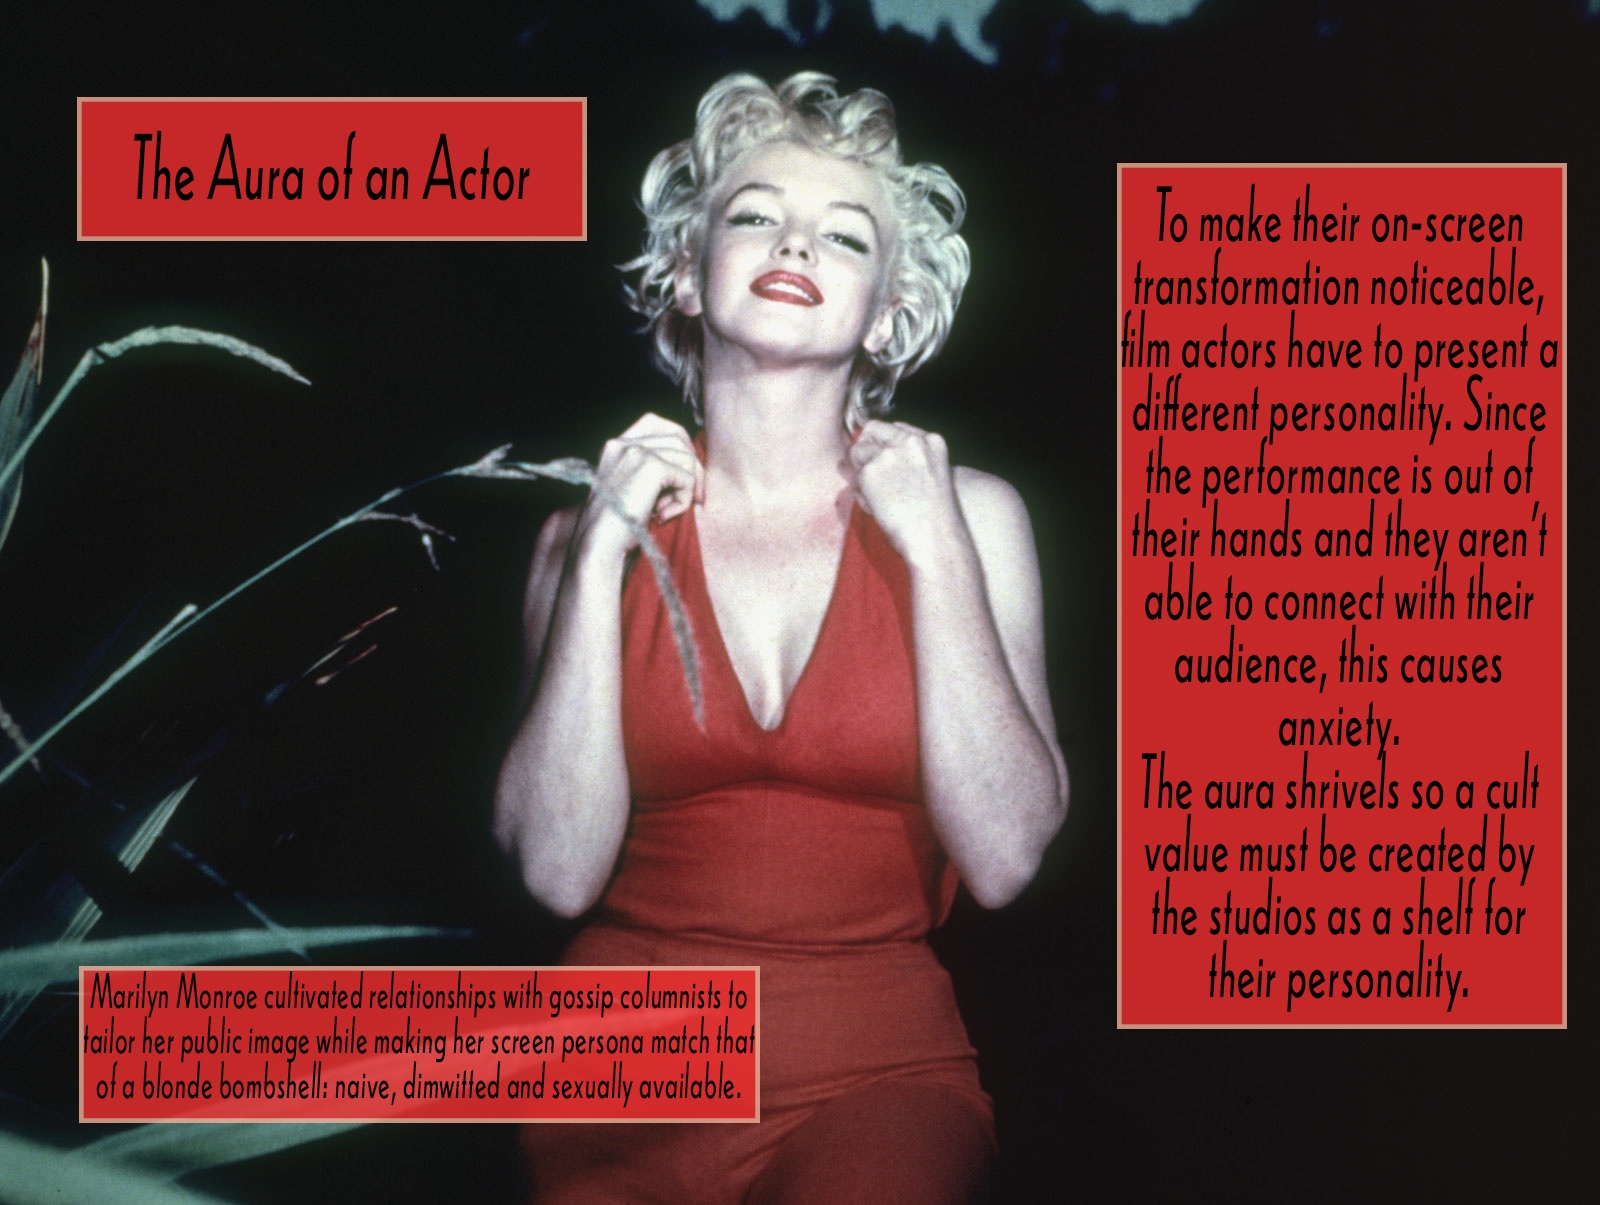 The Aura of an Actor
To make their on-screen
transformation noticeable,
film actors have to present a
different personality. Since
the performance is out of
their hands and they aren't
able to connect with their
audience, this causes
anxiety.
The aura shrivels so a cult
value must be created by
the studios as a shelf for
their personality.
Marilyn Monroe cultivated relationships with gossip columnists to
tailor her public image while making her screen persona match that
of a blonde bombshell: naive, dimwitted and sexually available.